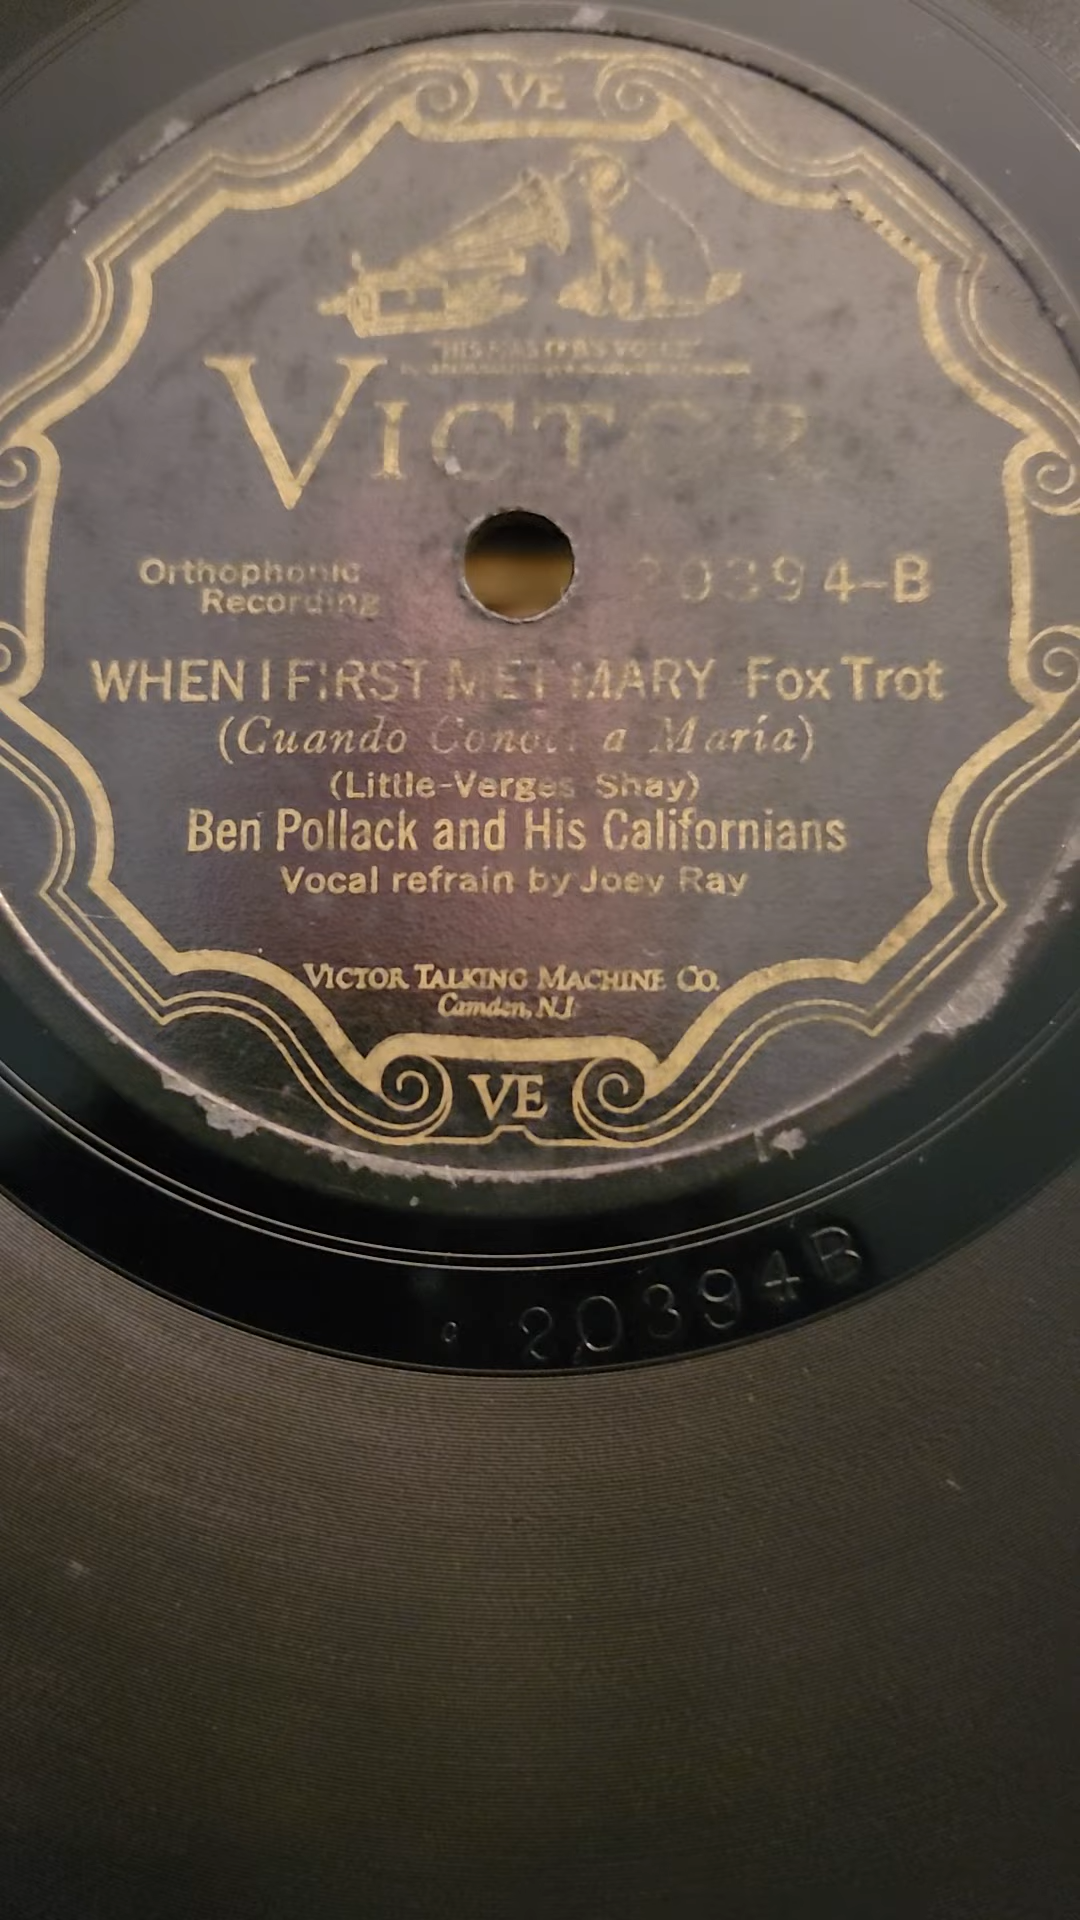 VE
"HIS MASTER'S VOICE"
VICTOR
Orthophonic
Recording
20394-B
WHEN I FIRST MET MARY Fox Trot
(Cuando Conocí a María)
(Little-Verges Shay)
Ben Pollack and His Californians
Vocal refrain by Joey Ray
VICTOR TALKING MACHINE CO.
Camden, N.J.
VE
20394B